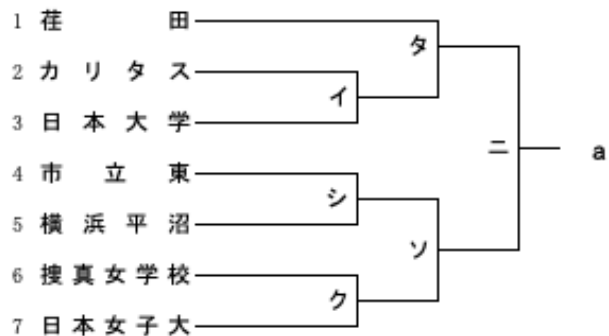 1 荏田
タ
2 カリタス
イ
3 日本大学
ニ a
4 市立東
シ
5 横浜平沼
ソ
6 捜真女学校
ク
7 日本女子大